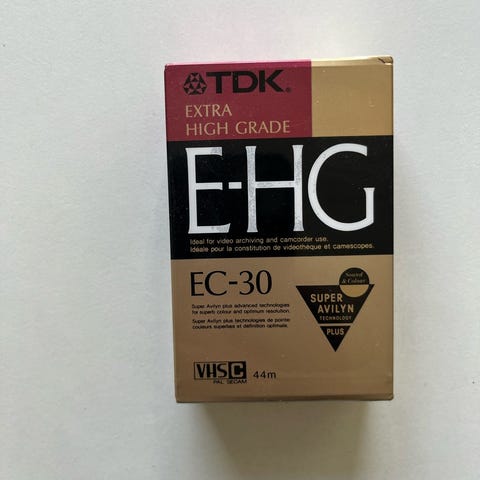 TDK®
EXTRA
HIGH GRADE
E-HG
Ideal for video archiving and camcorder use.
Idéale pour la constitution de vidéothèque et camescopes.
EC-30
Super Avilyn plus advanced technologies
for superb colour and optimum resolution.
Super Avilyn plus technologies de pointe:
couleurs superbes et définition optimale.
Sound
& Colour
SUPER
AVILYN
TECHNOLOGY
PLUS
VHS C
PAL SECAM
44m